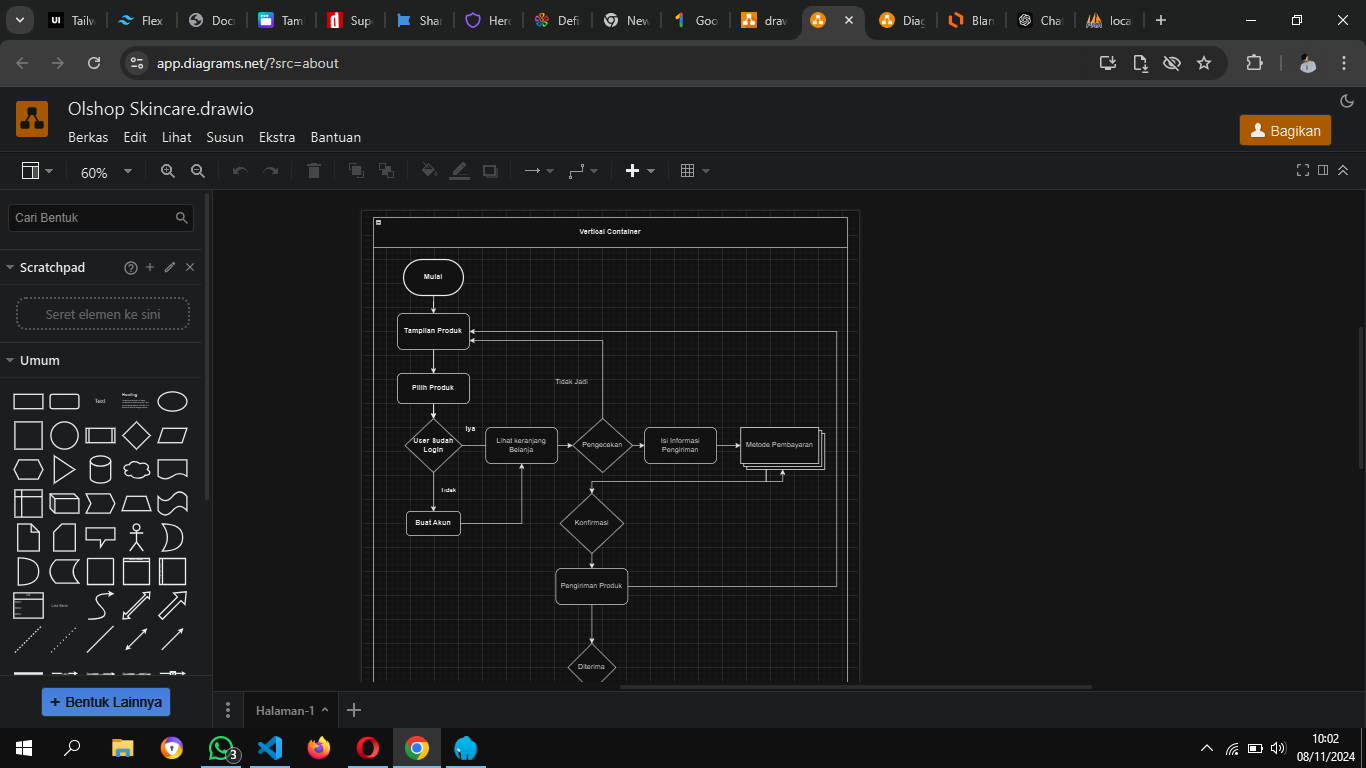 Tailw
Flex
Doc
Tam
Sup
Shar
Her
Defi
New
Goo
draw
Diag
Blan
Cha
loca
app.diagrams.net/?src=about
Olshop Skincare.drawio
Berkas Edit Lihat Susun Ekstra Bantuan
Bagikan
60%
Cari Bentuk
Scratchpad
Seret elemen ke sini
Umum
Text
Heading
List Item
Bentuk Lainnya
Vertical Container
Mulai
Tampilan Produk
Pilih Produk
Tidak Jadi
User Sudah
Login
Iya
Lihat keranjang
Belanja
Pengecekan
Isi Informasi
Pengiriman
Metode Pembayaran
Tidak
Buat Akun
Konfirmasi
Pengiriman Produk
Diterima
Halaman-1
3
10:02
08/11/2024